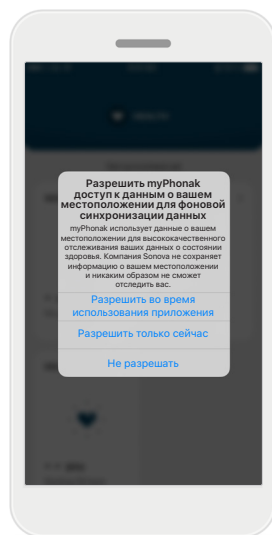 Разрешить myPhonak
доступ к данным о вашем
местоположении для фоновой
синхронизации данных
myPhonak использует данные о вашем
местоположении для высококачественного
отслеживания ваших данных о состоянии
здоровья. Компания Sonova не сохраняет
информацию о вашем местоположении
и никаким образом не сможет
отследить вас.
Разрешить во время
использования приложения
Разрешить только сейчас
Не разрешать